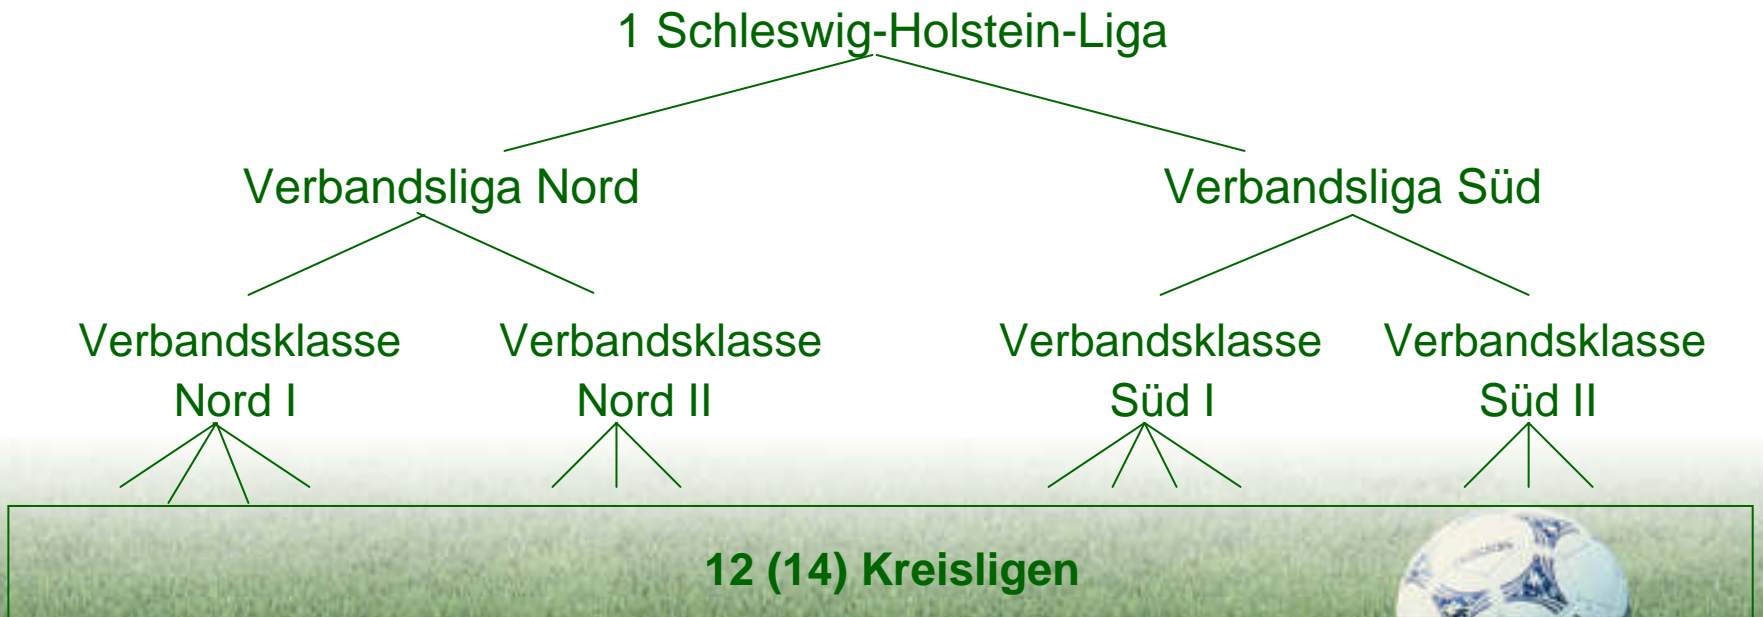 1 Schleswig-Holstein-Liga
Verbandsliga Nord
Verbandsliga Süd
Verbandsklasse
Nord I
Verbandsklasse
Nord II
Verbandsklasse
Süd I
Verbandsklasse
Süd II
12 (14) Kreisligen